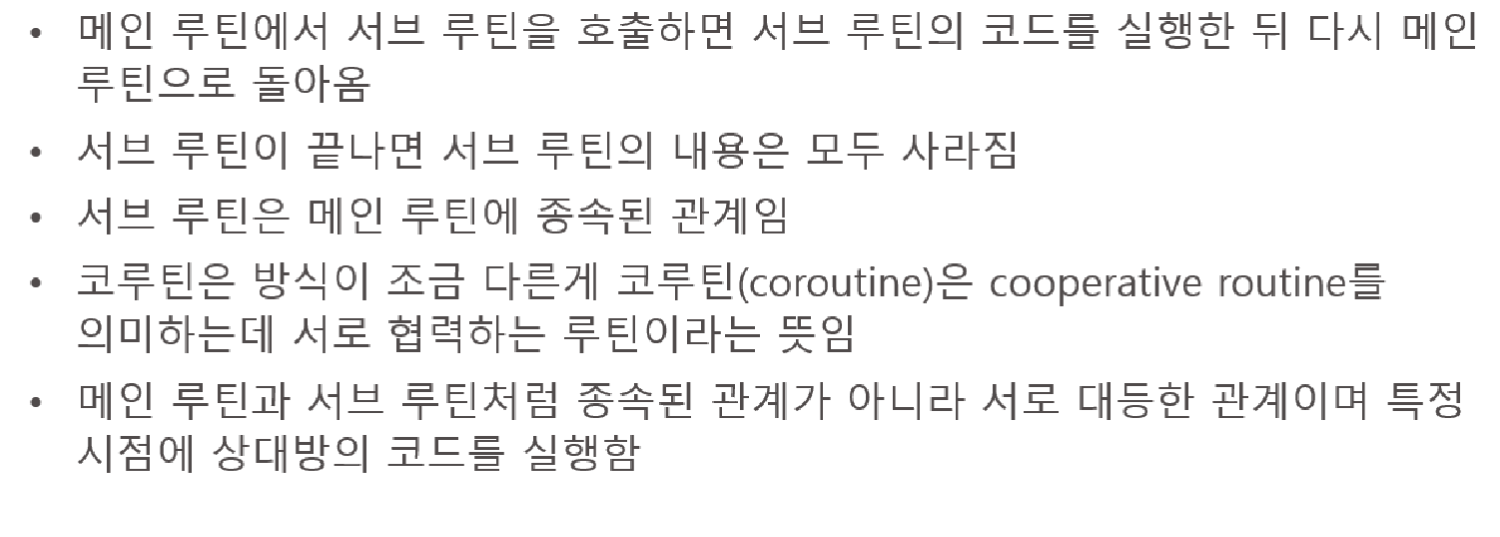 • 메인 루틴에서 서브 루틴을 호출하면 서브 루틴의 코드를 실행한 뒤 다시 메인
루틴으로 돌아옴
• 서브 루틴이 끝나면 서브 루틴의 내용은 모두 사라짐
• 서브 루틴은 메인 루틴에 종속된 관계임
• 코루틴은 방식이 조금 다른게 코루틴(coroutine)은 cooperative routine를
의미하는데 서로 협력하는 루틴이라는 뜻임
• 메인 루틴과 서브 루틴처럼 종속된 관계가 아니라 서로 대등한 관계이며 특정
시점에 상대방의 코드를 실행함